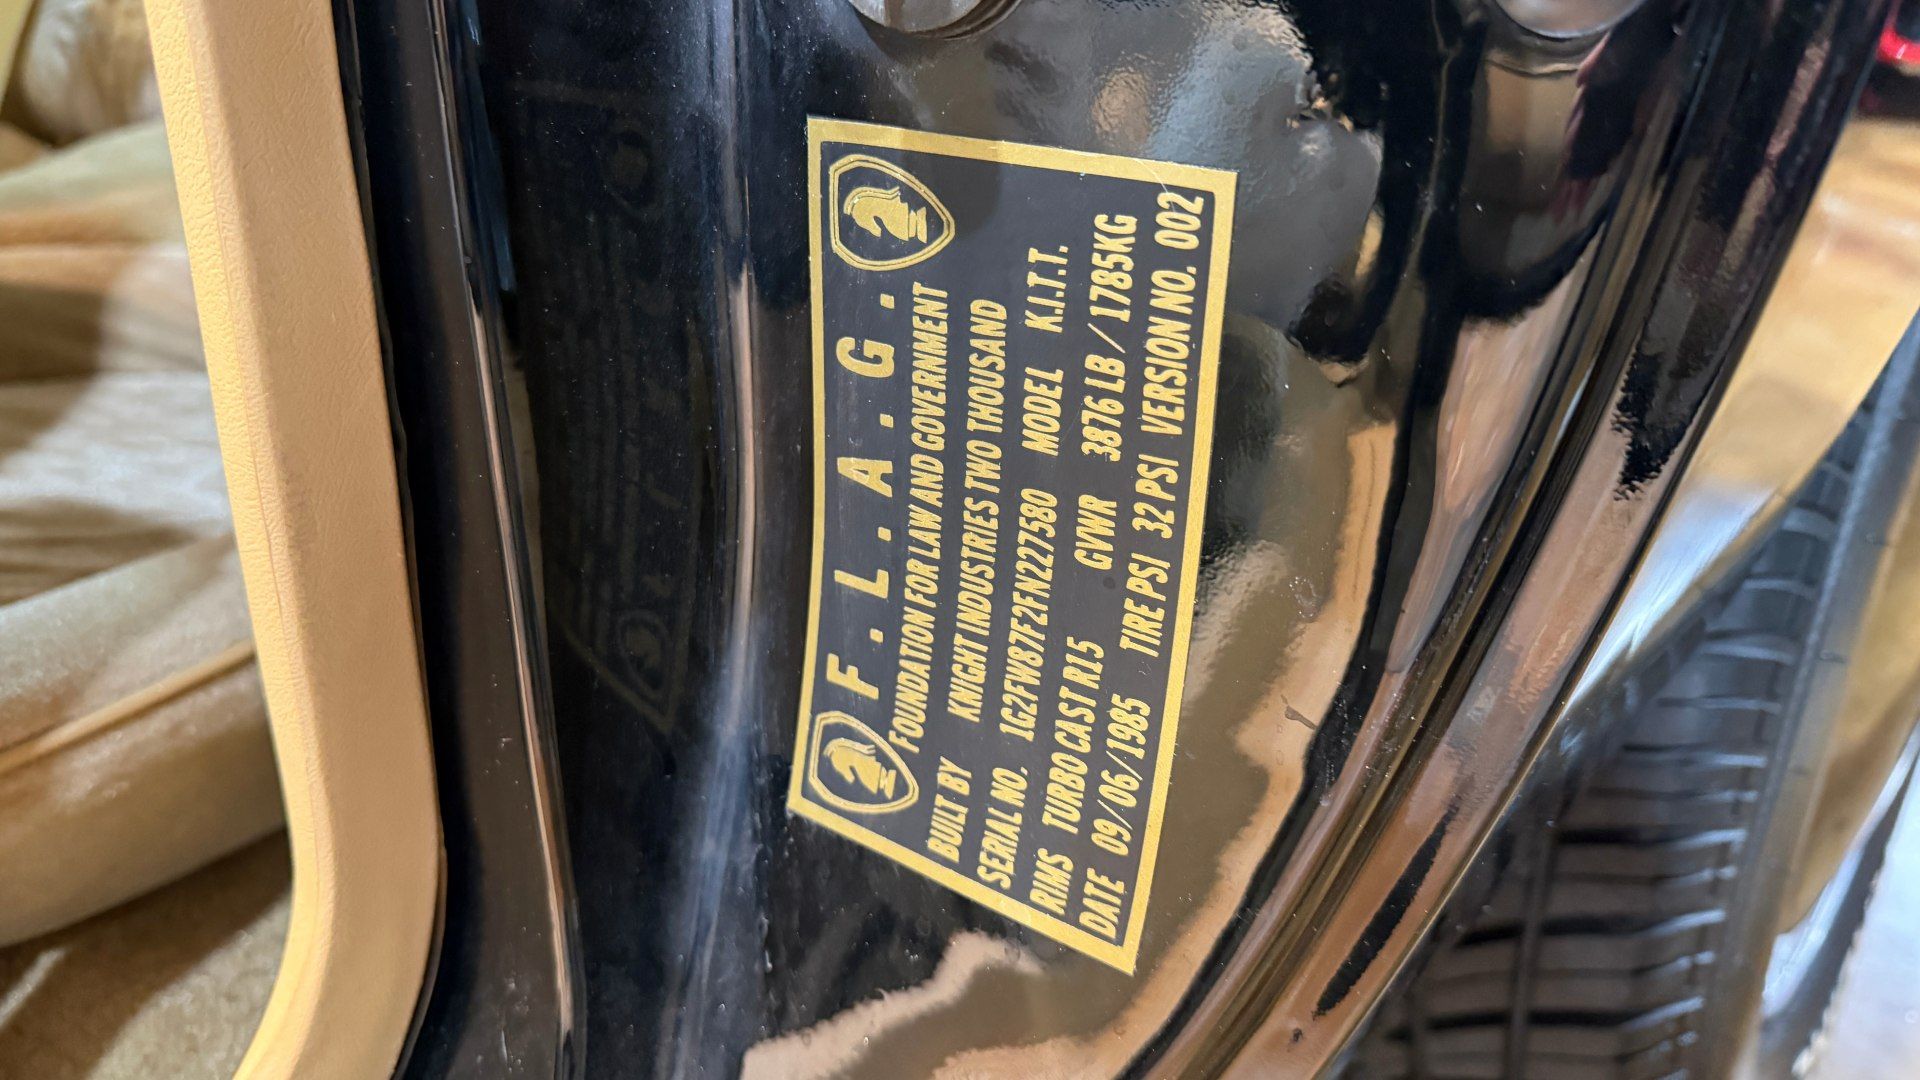 F.L.A.G.
FOUNDATION FOR LAW AND GOVERNMENT
BUILT BY KNIGHT INDUSTRIES TWO THOUSAND
SERIAL NO. 1G2FW87F2FN227580 MODEL K.I.T.T.
RIMS TURBO CAST R15 GVWR 3876 LB / 1785KG
DATE 09/06/1985 TIRE PSI 32 PSI VERSION NO. 002